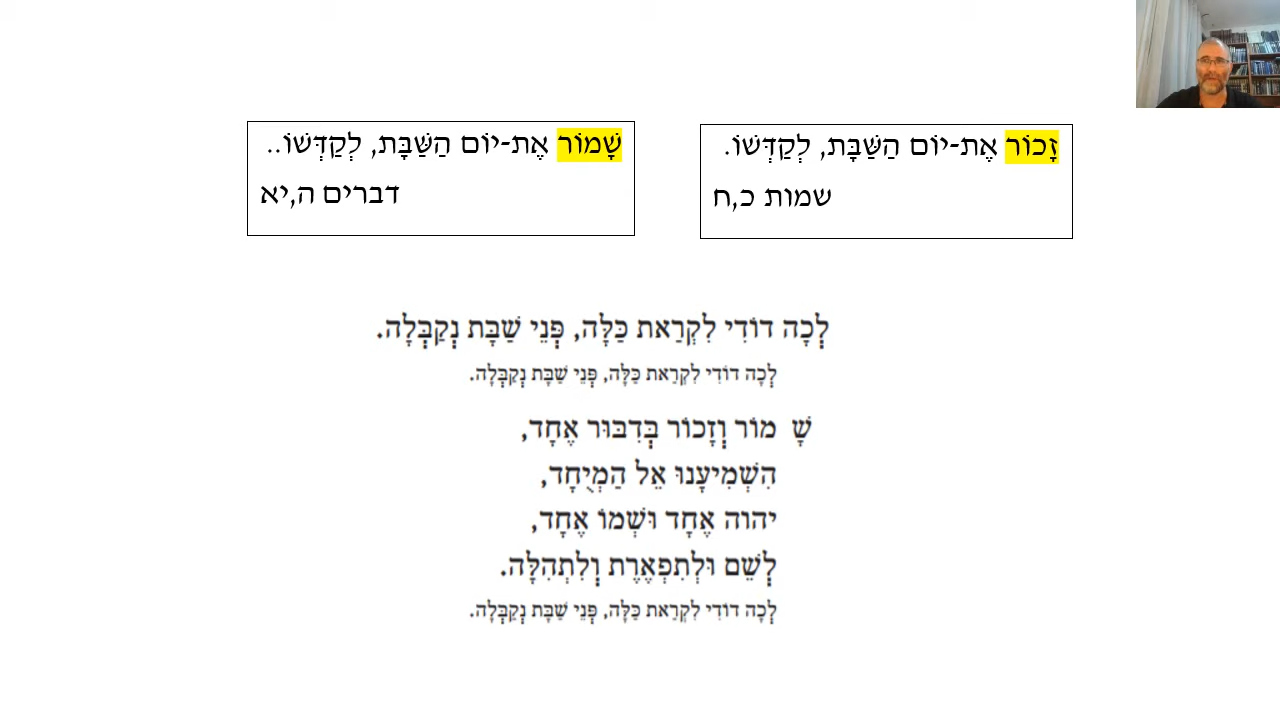 זָכוֹר אֶת-יוֹם הַשַּׁבָּת, לְקַדְּשׁוֹ.
שמות כ,ח
שָׁמוֹר אֶת-יוֹם הַשַּׁבָּת, לְקַדְּשׁוֹ..
דברים ה,יא
לְכָה דוֹדִי לִקְרַאת כַּלָּה, פְּנֵי שַׁבָּת נְקַבְּלָה.
לְכָה דוֹדִי לִקְרַאת כַּלָּה, פְּנֵי שַׁבָּת נְקַבְּלָה.
שָׁ מוֹר וְזָכוֹר בְּדִבּוּר אֶחָד,
הִשְׁמִיעָנוּ אֵל הַמְיֻחָד,
יהוה אֶחָד וּשְׁמוֹ אֶחָד,
לְשֵׁם וּלְתִפְאֶרֶת וְלִתְהִלָּה.
לְכָה דוֹדִי לִקְרַאת כַּלָּה, פְּנֵי שַׁבָּת נְקַבְּלָה.